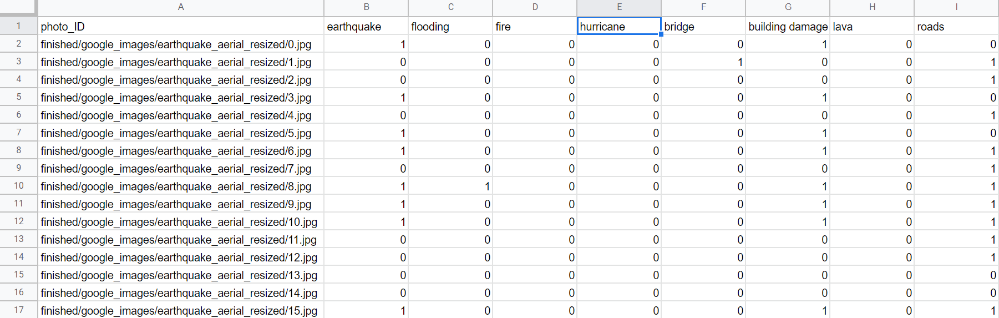 A B C D E F G H I
1 photo_ID earthquake flooding fire hurricane bridge building damage lava roads
2 finished/google_images/earthquake_aerial_resized/0.jpg 1 0 0 0 0 1 0 0
3 finished/google_images/earthquake_aerial_resized/1.jpg 0 0 0 0 1 0 0 1
4 finished/google_images/earthquake_aerial_resized/2.jpg 0 0 0 0 0 0 0 1
5 finished/google_images/earthquake_aerial_resized/3.jpg 1 0 0 0 0 1 0 0
6 finished/google_images/earthquake_aerial_resized/4.jpg 0 0 0 0 0 0 0 1
7 finished/google_images/earthquake_aerial_resized/5.jpg 1 0 0 0 0 1 0 0
8 finished/google_images/earthquake_aerial_resized/6.jpg 1 0 0 0 0 1 0 1
9 finished/google_images/earthquake_aerial_resized/7.jpg 0 0 0 0 0 0 0 1
10 finished/google_images/earthquake_aerial_resized/8.jpg 1 1 0 0 0 1 0 1
11 finished/google_images/earthquake_aerial_resized/9.jpg 1 0 0 0 0 1 0 1
12 finished/google_images/earthquake_aerial_resized/10.jpg 1 0 0 0 0 1 0 1
13 finished/google_images/earthquake_aerial_resized/11.jpg 0 0 0 0 0 0 0 1
14 finished/google_images/earthquake_aerial_resized/12.jpg 0 0 0 0 0 0 0 1
15 finished/google_images/earthquake_aerial_resized/13.jpg 0 0 0 0 0 0 0 0
16 finished/google_images/earthquake_aerial_resized/14.jpg 0 0 0 0 0 0 0 0
17 finished/google_images/earthquake_aerial_resized/15.jpg 1 0 0 0 0 1 0 1